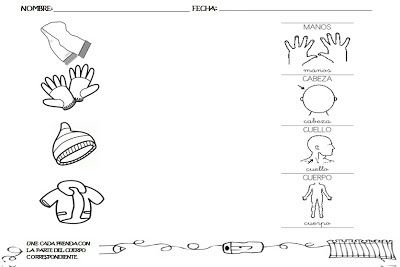 NOMBRE: FECHA:
MANOS
manos
CABEZA
cabeza
CUELLO
cuello
CUERPO
cuerpo
UNE CADA PRENDA CON
LA PARTE DEL CUERPO
CORRESPONDIENTE.